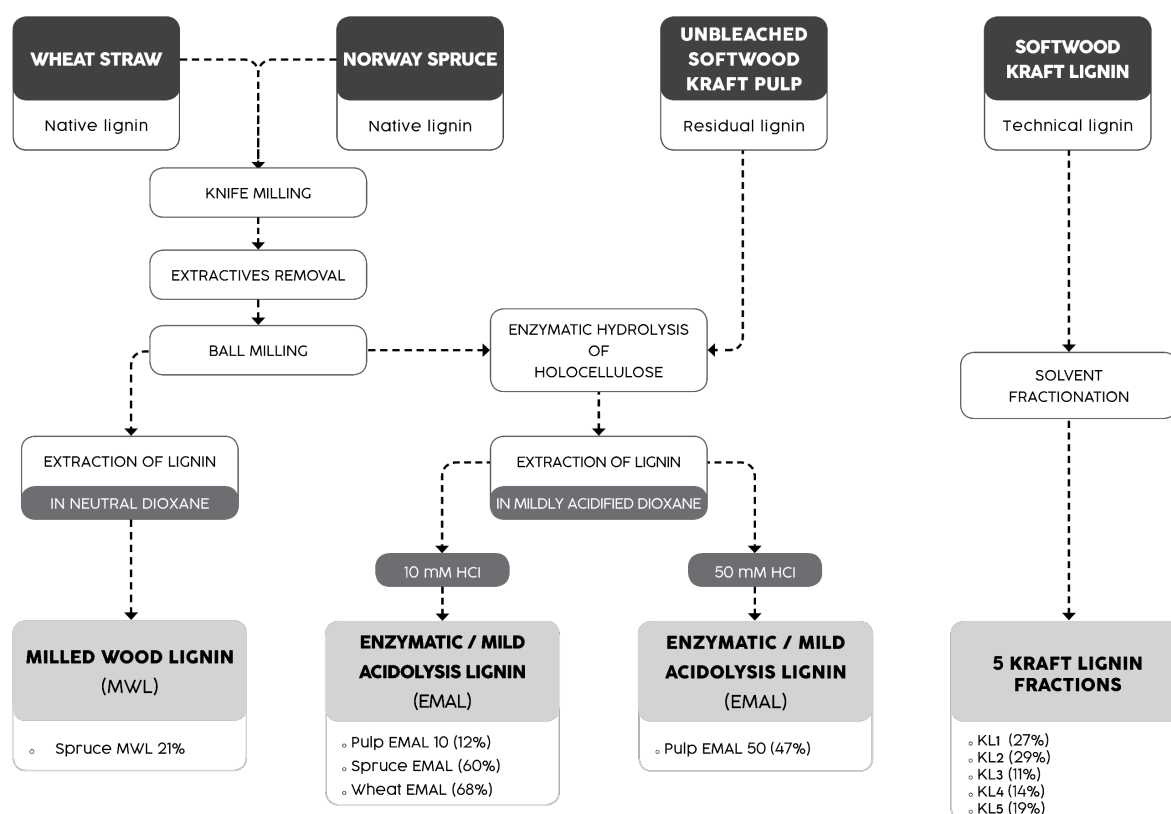 WHEAT STRAW
Native lignin
NORWAY SPRUCE
Native lignin
UNBLEACHED
SOFTWOOD
KRAFT PULP
Residual lignin
SOFTWOOD
KRAFT LIGNIN
Technical lignin
KNIFE MILLING
EXTRACTIVES REMOVAL
BALL MILLING
ENZYMATIC HYDROLYSIS
OF
HOLOCELLULOSE
SOLVENT
FRACTIONATION
EXTRACTION OF LIGNIN
IN NEUTRAL DIOXANE
EXTRACTION OF LIGNIN
IN MILDLY ACIDIFIED DIOXANE
10 mM HCl
50 mM HCl
MILLED WOOD LIGNIN
(MWL)
Spruce MWL 21%
ENZYMATIC / MILD
ACIDOLYSIS LIGNIN
(EMAL)
Pulp EMAL 10 (12%)
Spruce EMAL (60%)
Wheat EMAL (68%)
ENZYMATIC / MILD
ACIDOLYSIS LIGNIN
(EMAL)
Pulp EMAL 50 (47%)
5 KRAFT LIGNIN
FRACTIONS
KL1 (27%)
KL2 (29%)
KL3 (11%)
KL4 (14%)
KL5 (19%)